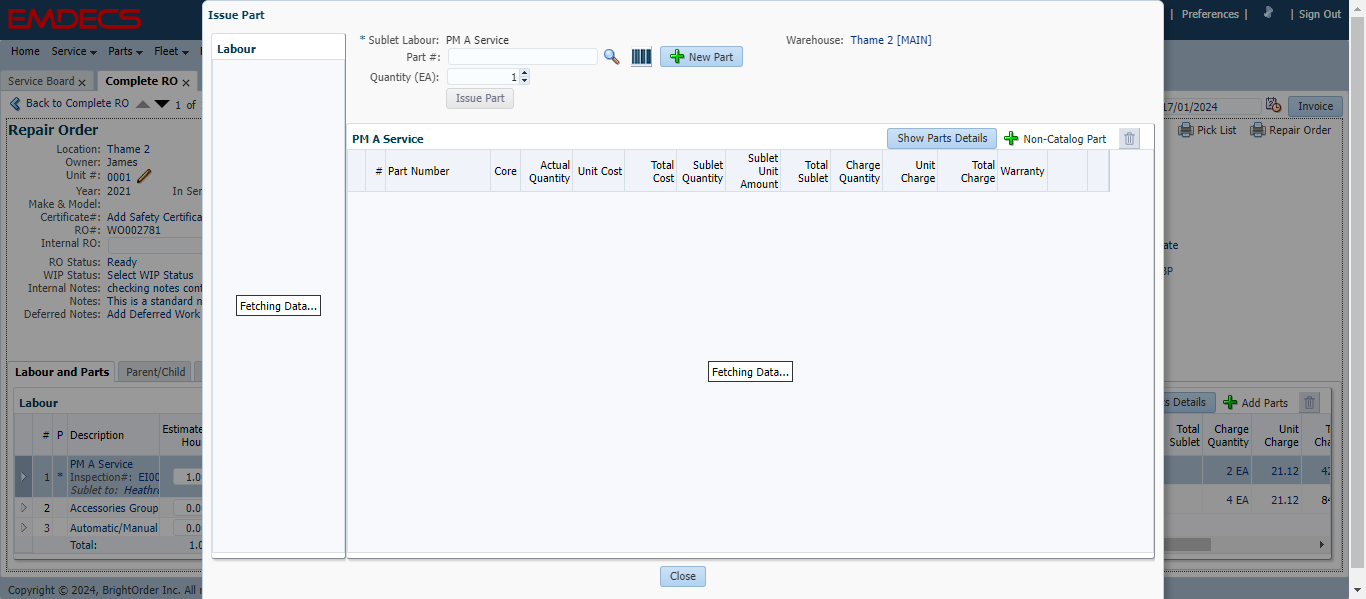 EMDECS
| Preferences | | Sign Out
Home Service Parts Fleet
Service Board x Complete RO x
Back to Complete RO 1 of
17/01/2024 Invoice
Pick List Repair Order
Repair Order
Location: Thame 2
Owner: James
Unit #: 0001
Year: 2021 In Ser
Make & Model:
Certificate#: Add Safety Certifica
RO#: WO002781
Internal RO:
RO Status: Ready
WIP Status: Select WIP Status
Internal Notes: checking notes cont
Notes: This is a standard n
Deferred Notes: Add Deferred Work
ate
BP
Labour and Parts Parent/Child
Labour
# P Description Estimate
Hou
1 * PM A Service
Inspection#: EI00 1.0
Sublet to: Heathr
2 Accessories Group 0.0
3 Automatic/Manual 0.0
Total: 1.0
Issue Part
Labour
Fetching Data...
* Sublet Labour: PM A Service
Warehouse: Thame 2 [MAIN]
Part #:
New Part
Quantity (EA): 1
Issue Part
PM A Service
Show Parts Details Non-Catalog Part
# Part Number Core Actual Quantity Unit Cost Total Cost Sublet Quantity Sublet Unit Amount Total Sublet Charge Quantity Unit Charge Total Charge Warranty
Fetching Data...
Close
s Details Add Parts
Total Sublet Charge Quantity Unit Charge T Cha
2 EA 21.12 42
4 EA 21.12 84
Copyright © 2024, BrightOrder Inc. All r